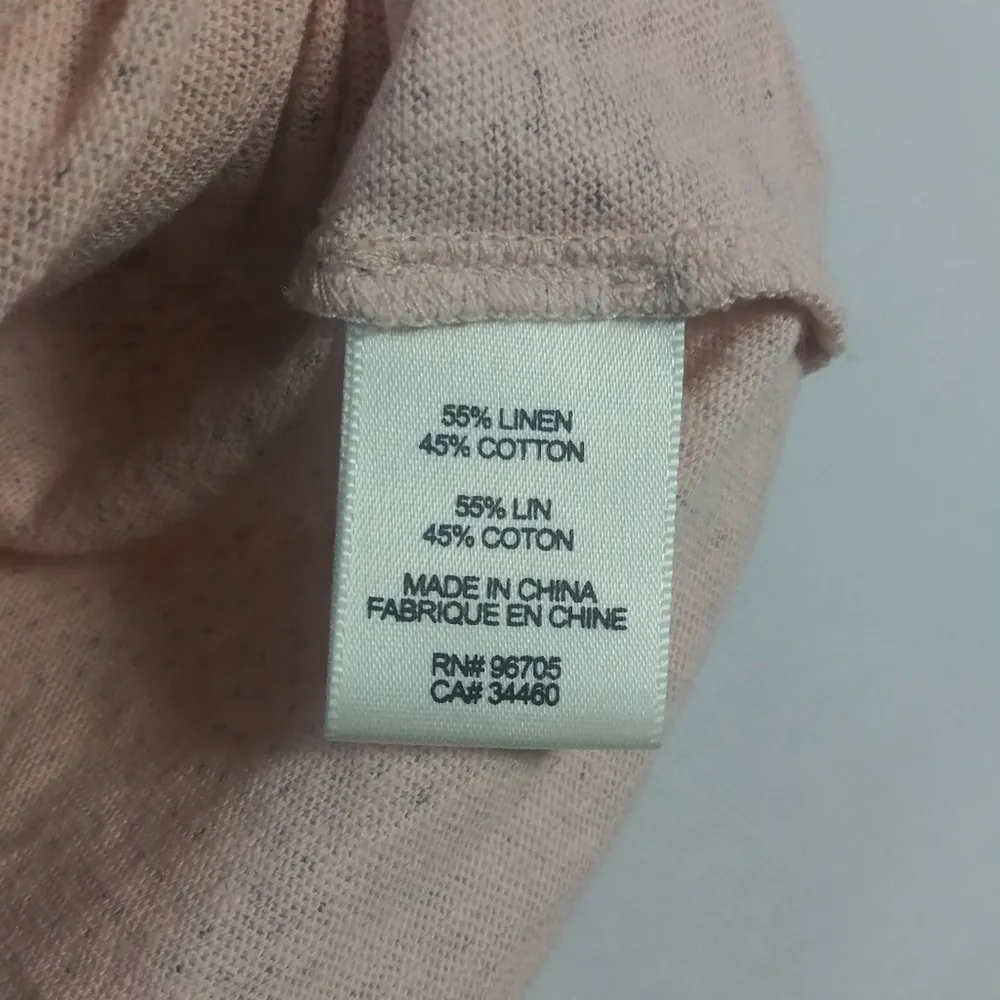 55% LINEN
45% COTTON
55% LIN
45% COTON
MADE IN CHINA
FABRIQUE EN CHINE
RN# 96705
CA# 34460